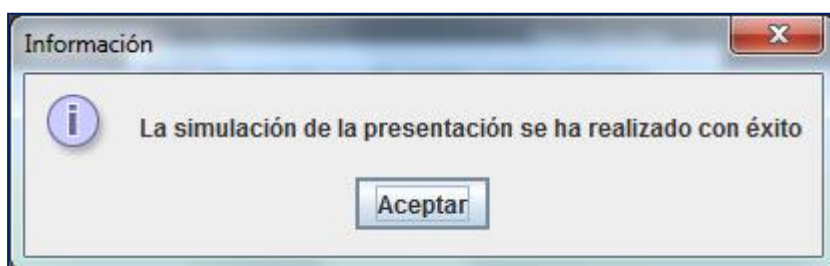 Información
La simulación de la presentación se ha realizado con éxito
Aceptar